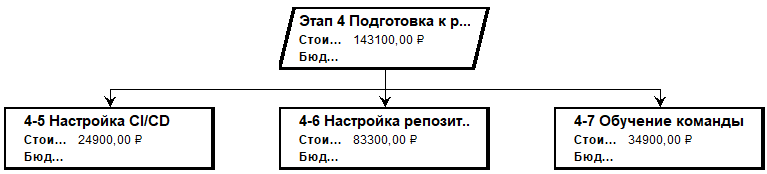 Этап 4 Подготовка к р...
Стои... 143100,00 ₽
Бюд...
4-5 Настройка CI/CD
Стои... 24900,00 ₽
Бюд...
4-6 Настройка репозит..
Стои... 83300,00 ₽
Бюд...
4-7 Обучение команды
Стои... 34900,00 ₽
Бюд...